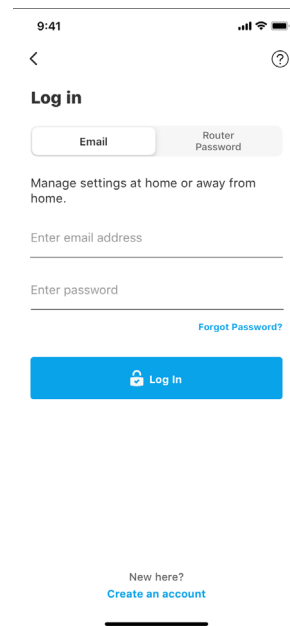 9:41
?
Log in
Email
Router
Password
Manage settings at home or away from
home.
Enter email address
Enter password
Forgot Password?
Log In
New here?
Create an account